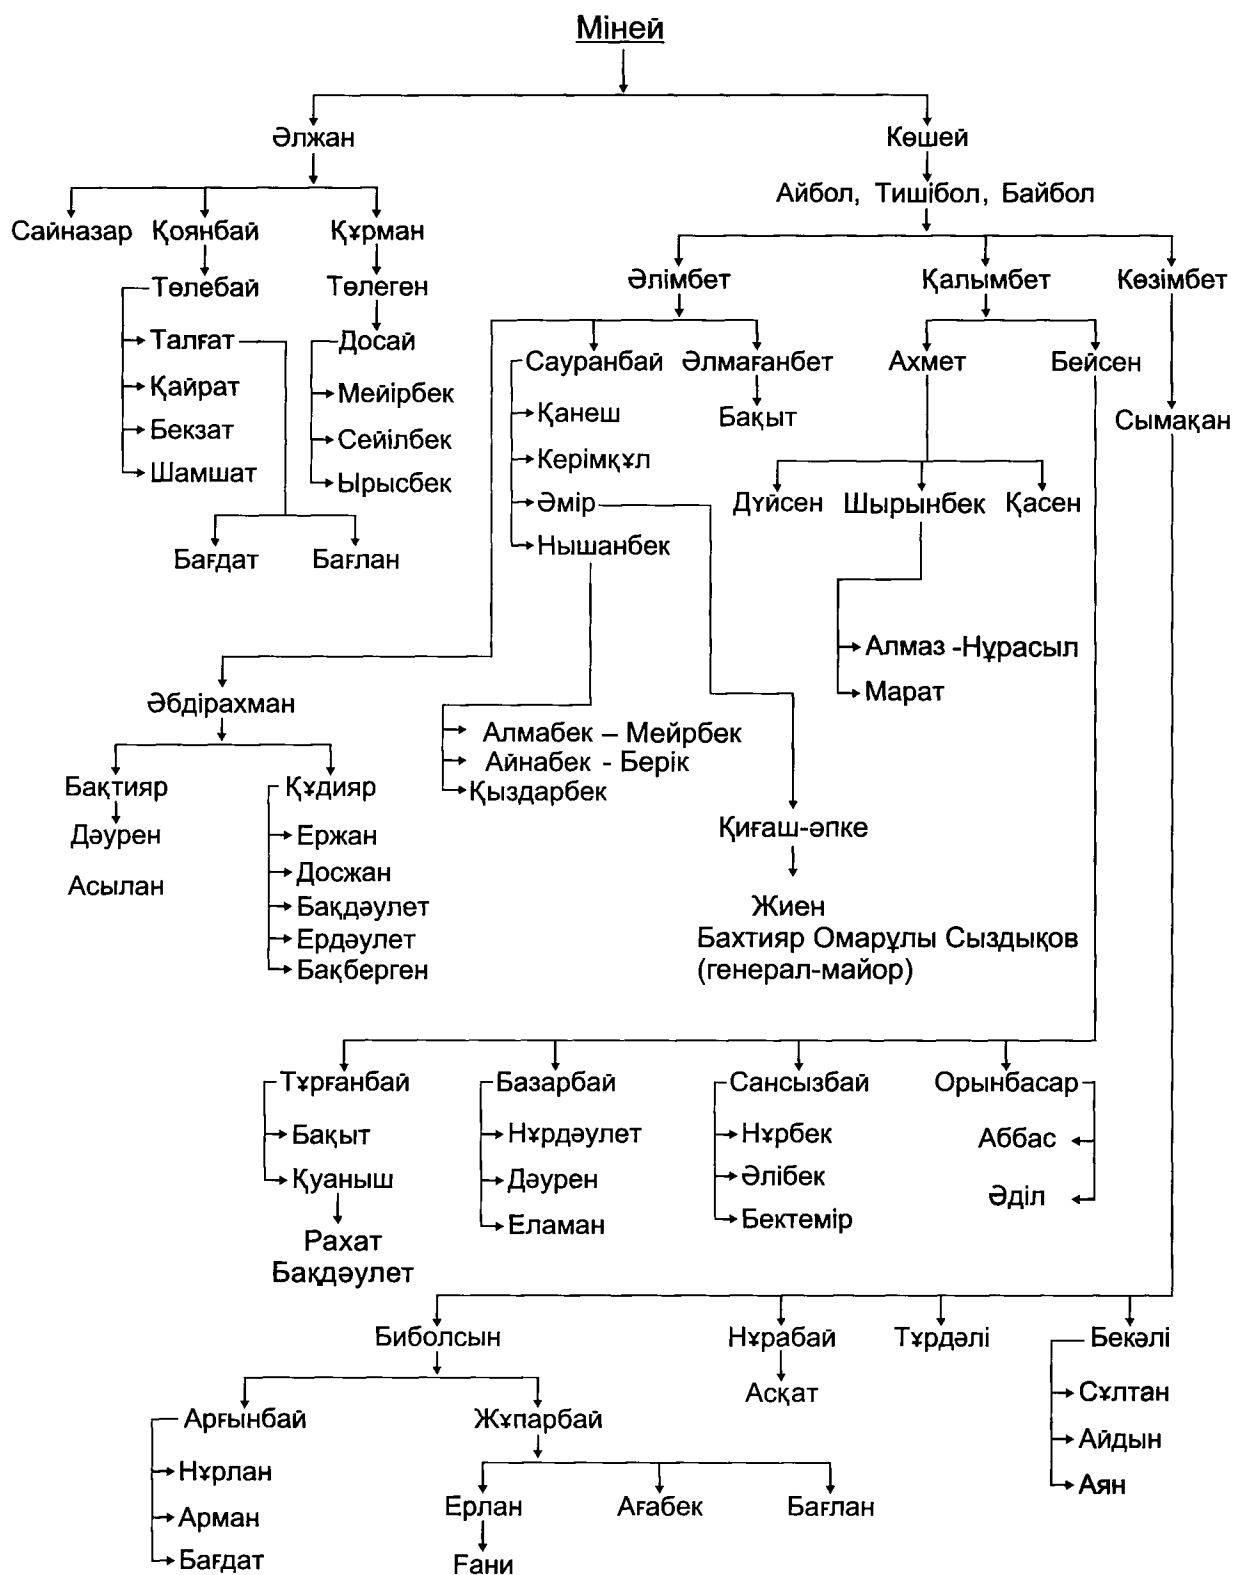 Міней
Әлжан Көшей
Айбол, Тишібол, Байбол
Сайназар Қоянбай Құрман
Әлімбет Қалымбет Көзімбет
Төлебай Төлеген
Талғат Досай
Сауранбай Әлмағанбет Ахмет Бейсен
Қайрат Мейірбек
Қанеш Бақыт Сымақан
Бекзат Сейілбек
Керімқұл
Шамшат Ырысбек
Әмір Дүйсен Шырынбек Қасен
Бағдат Бағлан Нышанбек
Алмаз -Нұрасыл
Марат
Әбдірахман
Алмабек – Мейрбек
Айнабек - Берік
Бақтияр Құдияр Қыздарбек
Дәурен Ержан Қиғаш-әпке
Асылан Досжан
Бақдәулет Жиен
Ердәулет Бахтияр Омарұлы Сыздықов
Бақберген (генерал-майор)
Тұрғанбай Базарбай Сансызбай Орынбасар
Бақыт Нұрдәулет Нұрбек Аббас
Қуаныш Дәурен Әлібек Әділ
Еламан Бектемір
Рахат
Бақдәулет
Биболсын Нұрабай Тұрдәлі Бекәлі
Асқат Сұлтан
Арғынбай Жұпарбай Айдын
Нұрлан Аян
Арман Ерлан Ағабек Бағлан
Бағдат Ғани